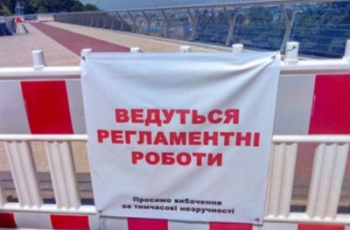 ВЕДУТЬСЯ
РЕГЛАМЕНТНІ
РОБОТИ
Просимо вибачення
за тимчасові незручності